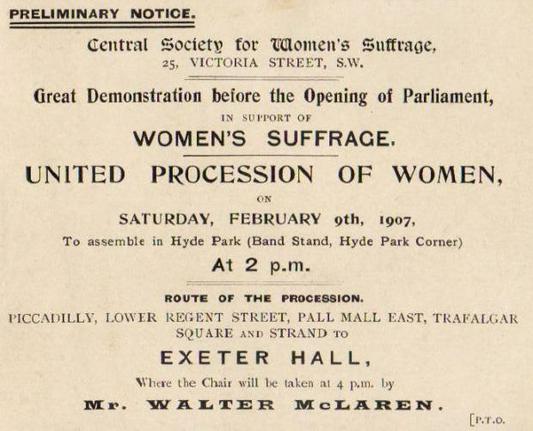 PRELIMINARY NOTICE.
Central Society for Women's Suffrage,
25, VICTORIA STREET, S.W.
Great Demonstration before the Opening of Parliament,
IN SUPPORT OF
WOMEN'S SUFFRAGE.
UNITED PROCESSION OF WOMEN,
ON
SATURDAY, FEBRUARY 9th, 1907,
To assemble in Hyde Park (Band Stand, Hyde Park Corner)
At 2 p.m.
ROUTE OF THE PROCESSION.
PICCADILLY, LOWER REGENT STREET, PALL MALL EAST, TRAFALGAR
SQUARE AND STRAND TO
EXETER HALL,
Where the Chair will be taken at 4 p.m. by
Mr. WALTER McLAREN.
[P.T.O.